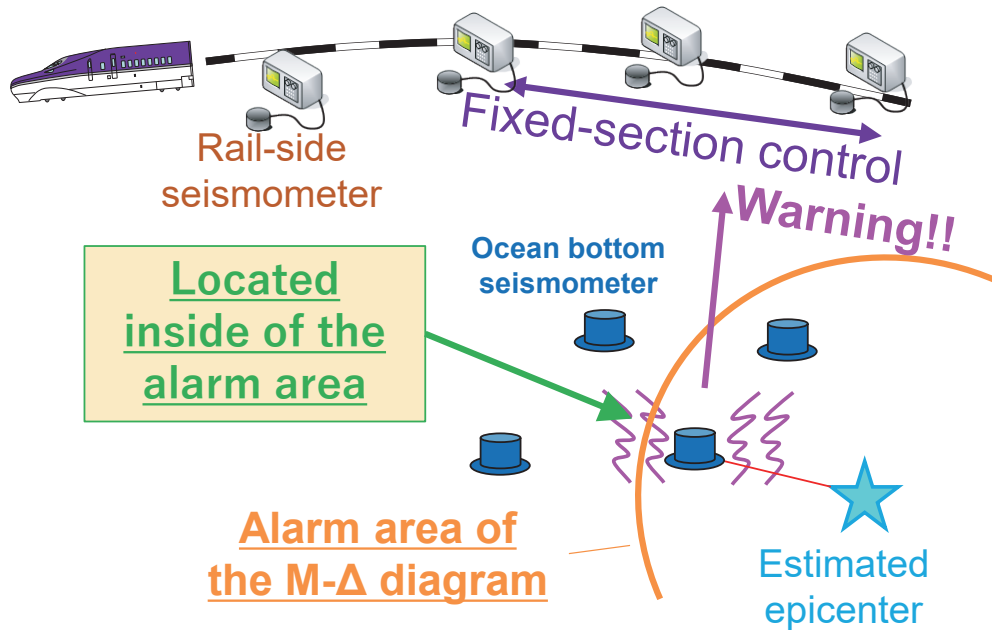 Rail-side
seismometer
Fixed-section control
Warning!!
Ocean bottom
seismometer
Located
inside of the
alarm area
Alarm area of
the M-Δ diagram
Estimated
epicenter